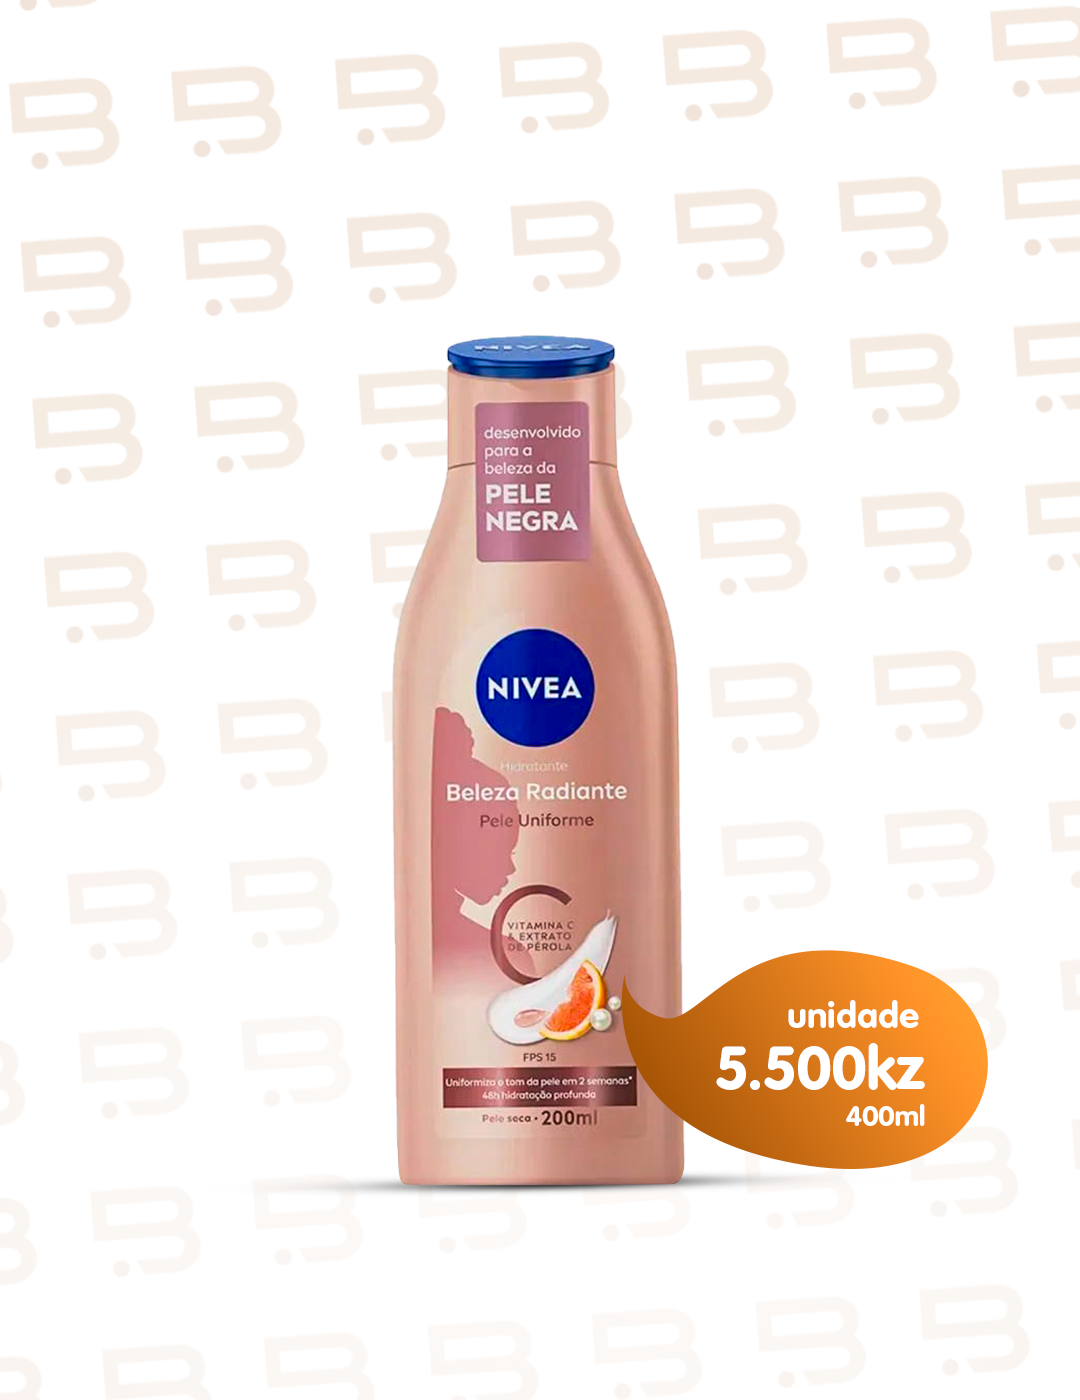 NIVEA
desenvolvido
para a
beleza da
PELE
NEGRA
NIVEA
Hidratante
Beleza Radiante
Pele Uniforme
VITAMINA C
& EXTRATO
DE PÉROLA
FPS 15
Uniformiza o tom da pele em 2 semanas*
48h hidratação profunda
Pele seca • 200ml
unidade
5.500kz
400ml